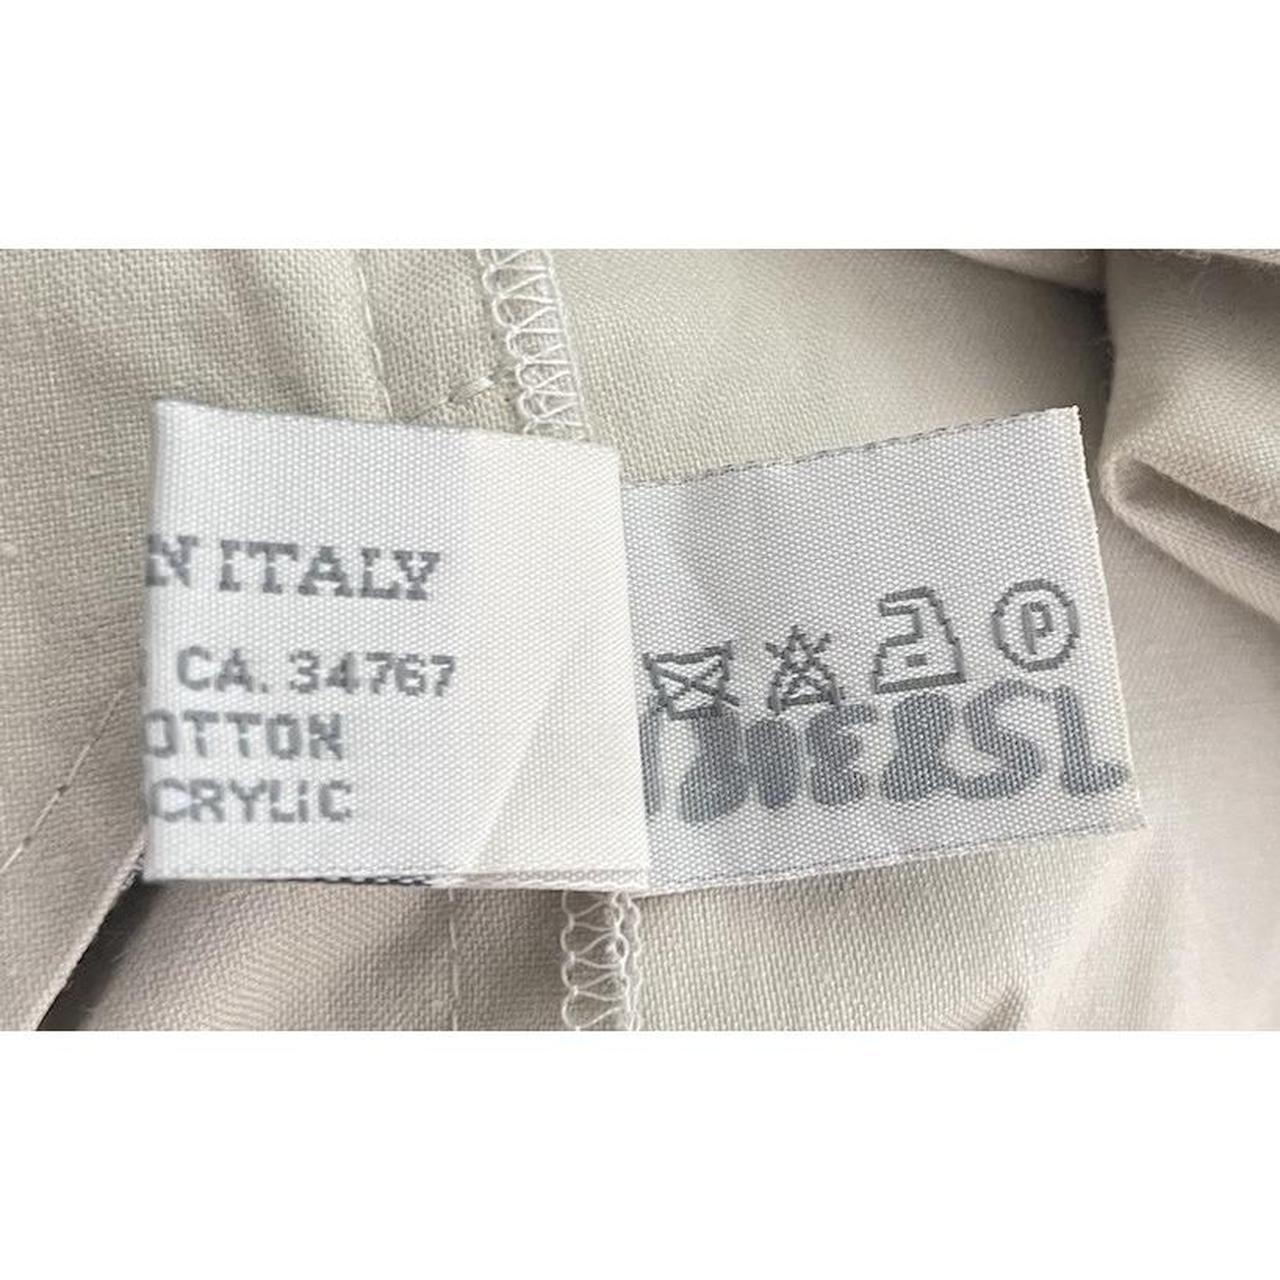 N ITALY
CA. 34767
OTTON
CRYLIC
P